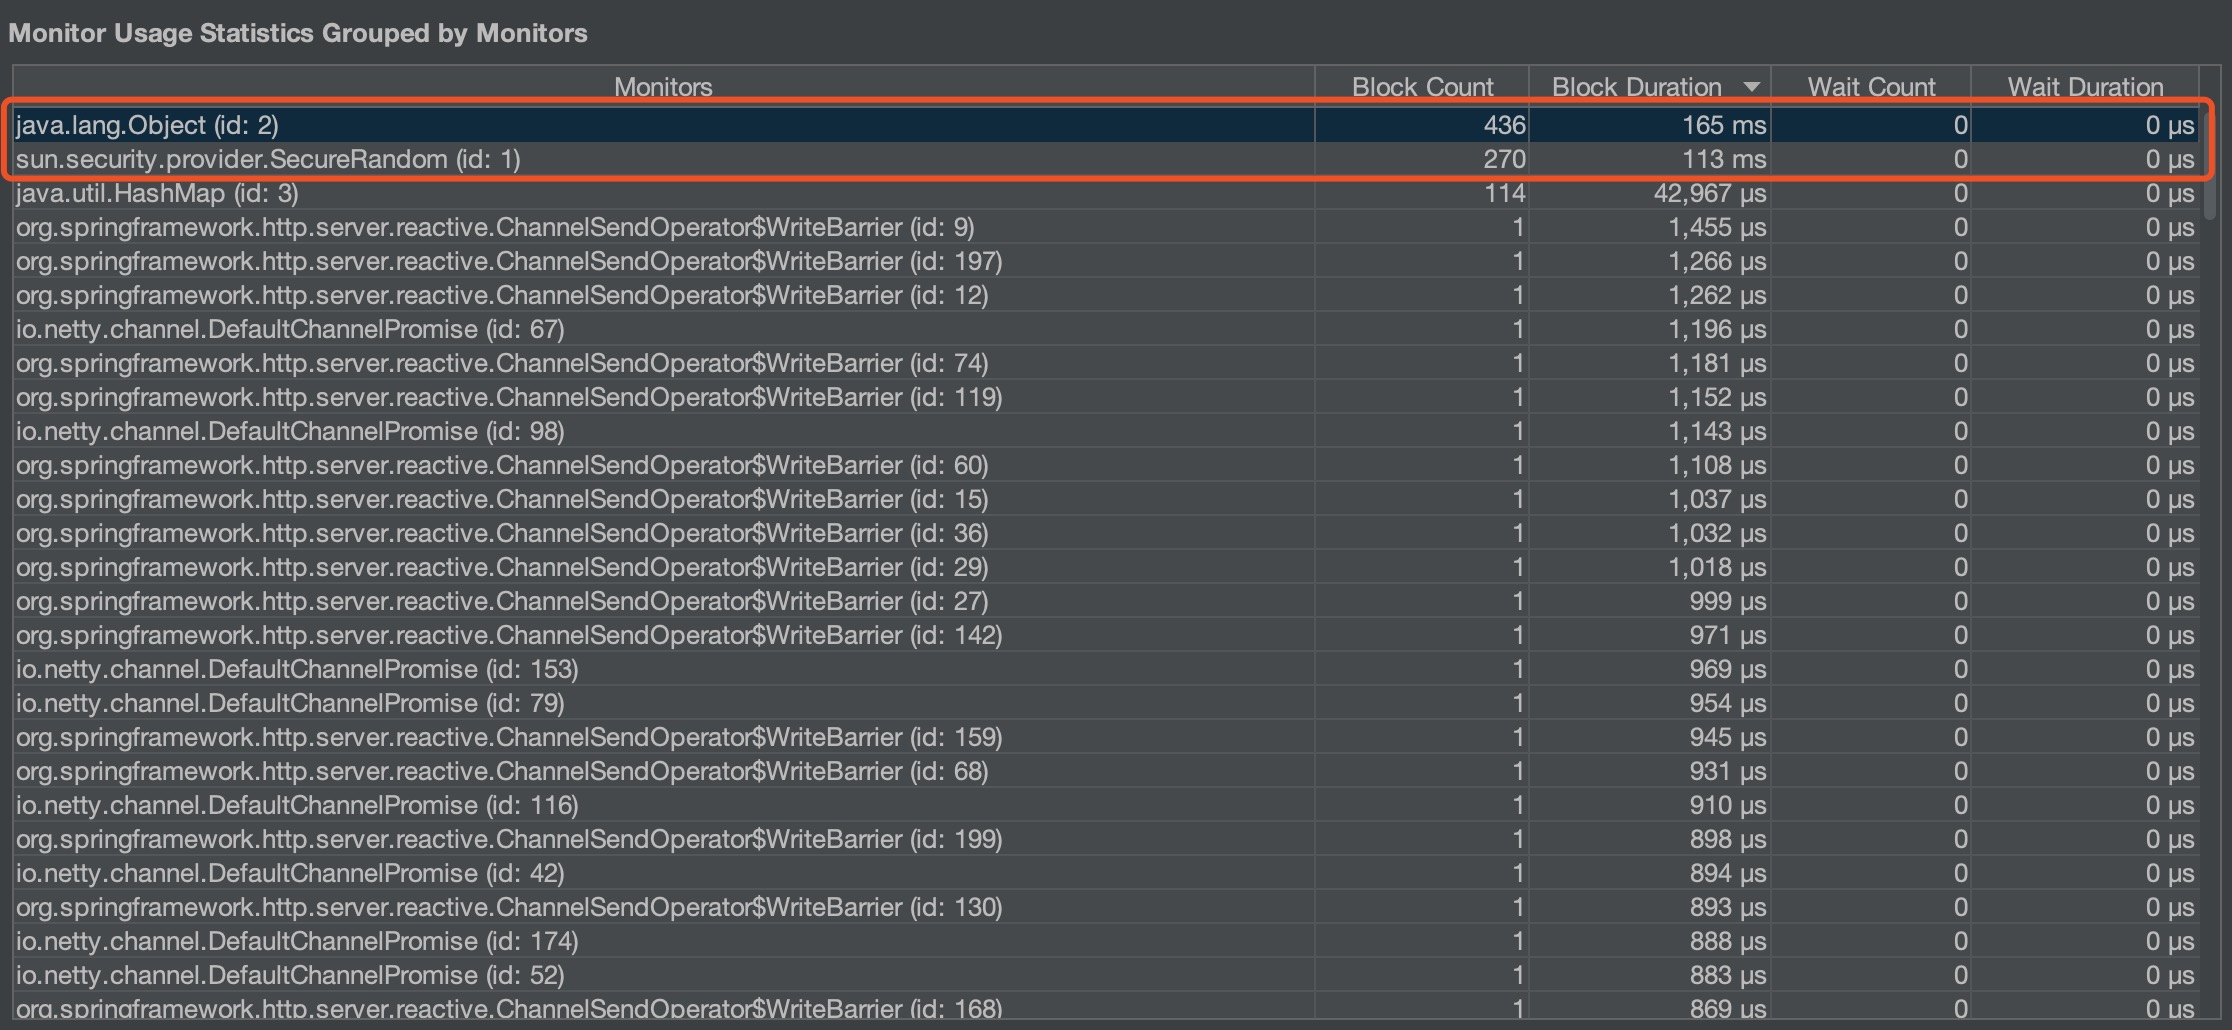 Monitor Usage Statistics Grouped by Monitors
Monitors Block Count Block Duration Wait Count Wait Duration
java.lang.Object (id: 2) 436 165 ms 0 0 µs
sun.security.provider.SecureRandom (id: 1) 270 113 ms 0 0 µs
java.util.HashMap (id: 3) 114 42,967 µs 0 0 µs
org.springframework.http.server.reactive.ChannelSendOperator$WriteBarrier (id: 9) 1 1,455 µs 0 0 µs
org.springframework.http.server.reactive.ChannelSendOperator$WriteBarrier (id: 197) 1 1,266 µs 0 0 µs
org.springframework.http.server.reactive.ChannelSendOperator$WriteBarrier (id: 12) 1 1,262 µs 0 0 µs
io.netty.channel.DefaultChannelPromise (id: 67) 1 1,196 µs 0 0 µs
org.springframework.http.server.reactive.ChannelSendOperator$WriteBarrier (id: 74) 1 1,181 µs 0 0 µs
org.springframework.http.server.reactive.ChannelSendOperator$WriteBarrier (id: 119) 1 1,152 µs 0 0 µs
io.netty.channel.DefaultChannelPromise (id: 98) 1 1,143 µs 0 0 µs
org.springframework.http.server.reactive.ChannelSendOperator$WriteBarrier (id: 60) 1 1,108 µs 0 0 µs
org.springframework.http.server.reactive.ChannelSendOperator$WriteBarrier (id: 15) 1 1,037 µs 0 0 µs
org.springframework.http.server.reactive.ChannelSendOperator$WriteBarrier (id: 36) 1 1,032 µs 0 0 µs
org.springframework.http.server.reactive.ChannelSendOperator$WriteBarrier (id: 29) 1 1,018 µs 0 0 µs
org.springframework.http.server.reactive.ChannelSendOperator$WriteBarrier (id: 27) 1 999 µs 0 0 µs
org.springframework.http.server.reactive.ChannelSendOperator$WriteBarrier (id: 142) 1 971 µs 0 0 µs
io.netty.channel.DefaultChannelPromise (id: 153) 1 969 µs 0 0 µs
io.netty.channel.DefaultChannelPromise (id: 79) 1 954 µs 0 0 µs
org.springframework.http.server.reactive.ChannelSendOperator$WriteBarrier (id: 159) 1 945 µs 0 0 µs
org.springframework.http.server.reactive.ChannelSendOperator$WriteBarrier (id: 68) 1 931 µs 0 0 µs
io.netty.channel.DefaultChannelPromise (id: 116) 1 910 µs 0 0 µs
org.springframework.http.server.reactive.ChannelSendOperator$WriteBarrier (id: 199) 1 898 µs 0 0 µs
io.netty.channel.DefaultChannelPromise (id: 42) 1 894 µs 0 0 µs
org.springframework.http.server.reactive.ChannelSendOperator$WriteBarrier (id: 130) 1 893 µs 0 0 µs
io.netty.channel.DefaultChannelPromise (id: 174) 1 888 µs 0 0 µs
io.netty.channel.DefaultChannelPromise (id: 52) 1 883 µs 0 0 µs
org.springframework.http.server.reactive.ChannelSendOperator$WriteBarrier (id: 168) 1 869 µs 0 0 µs